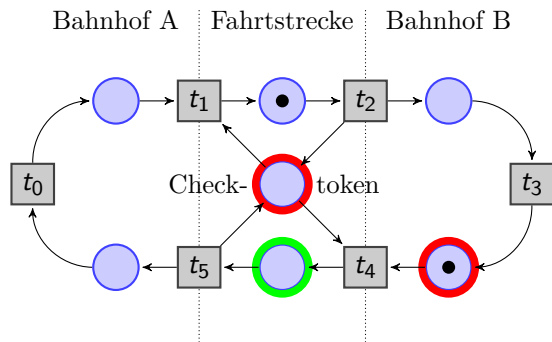 Bahnhof A Fahrtstrecke Bahnhof B
t1 t2
t0 Check- token t3
t5 t4